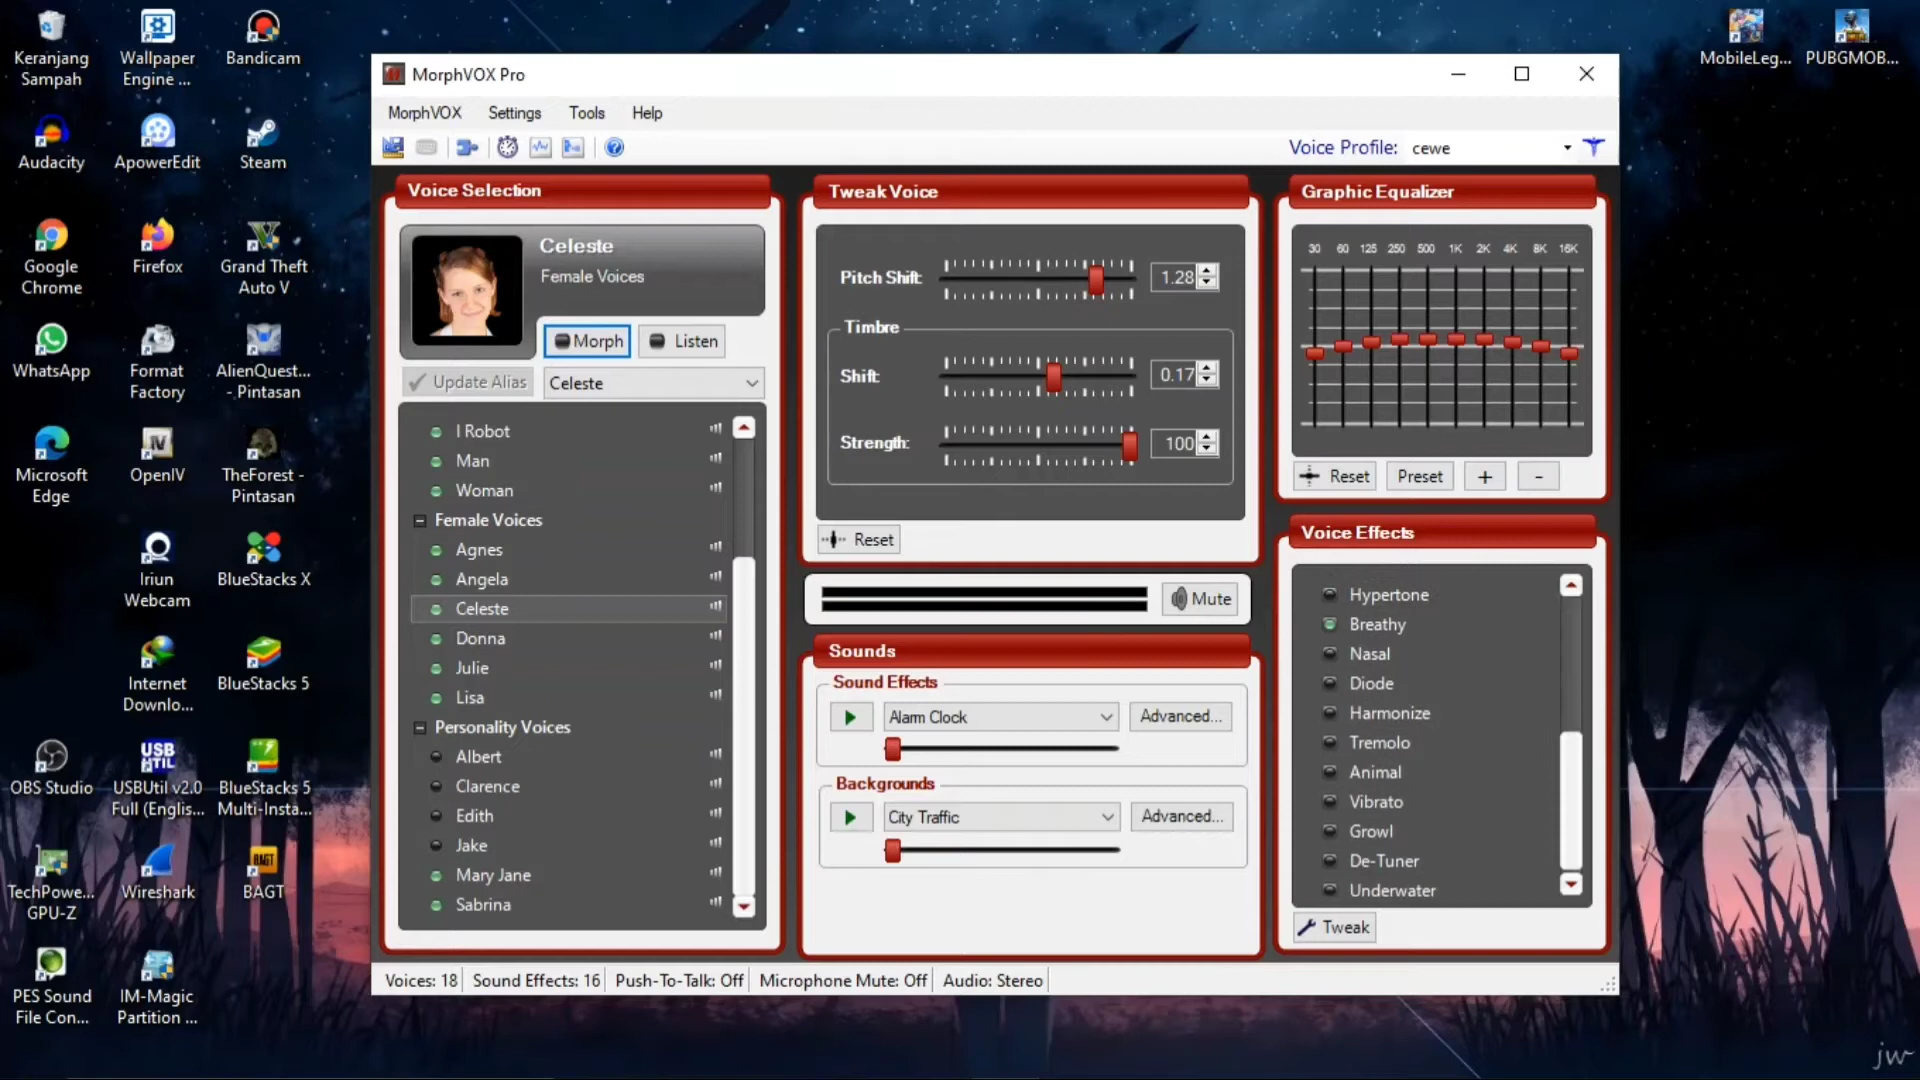 Keranjang
Sampah
Wallpaper
Engine ...
Bandicam
Audacity
ApowerEdit
Steam
Google
Chrome
Firefox
Grand Theft
Auto V
WhatsApp
Format
Factory
AlienQuest...
- Pintasan
Microsoft
Edge
OpenIV
TheForest -
Pintasan
Iriun
Webcam
BlueStacks X
Internet
Downlo...
BlueStacks 5
OBS Studio
USB
UTIL
USBUtil v2.0
Full (Englis...
BlueStacks 5
Multi-Insta...
TechPowe...
GPU-Z
Wireshark
BAGT
BAGT
PES Sound
File Con...
IM-Magic
Partition ...
MobileLeg...
PUBGMOB...
MorphVOX Pro
MorphVOX
Settings
Tools
Help
Voice Profile:
cewe
Voice Selection
Celeste
Female Voices
Morph
Listen
Update Alias
Celeste
I Robot
Man
Woman
Female Voices
Agnes
Angela
Celeste
Donna
Julie
Lisa
Personality Voices
Albert
Clarence
Edith
Jake
Mary Jane
Sabrina
Tweak Voice
Pitch Shift:
1.28
Timbre
Shift:
0.17
Strength:
100
Reset
Mute
Sounds
Sound Effects
Alarm Clock
Advanced...
Backgrounds
City Traffic
Advanced...
Graphic Equalizer
30 60 125 250 500 1K 2K 4K 8K 16K
Reset
Preset
+
-
Voice Effects
Hypertone
Breathy
Nasal
Diode
Harmonize
Tremolo
Animal
Vibrato
Growl
De-Tuner
Underwater
Tweak
Voices: 18
Sound Effects: 16
Push-To-Talk: Off
Microphone Mute: Off
Audio: Stereo
jw